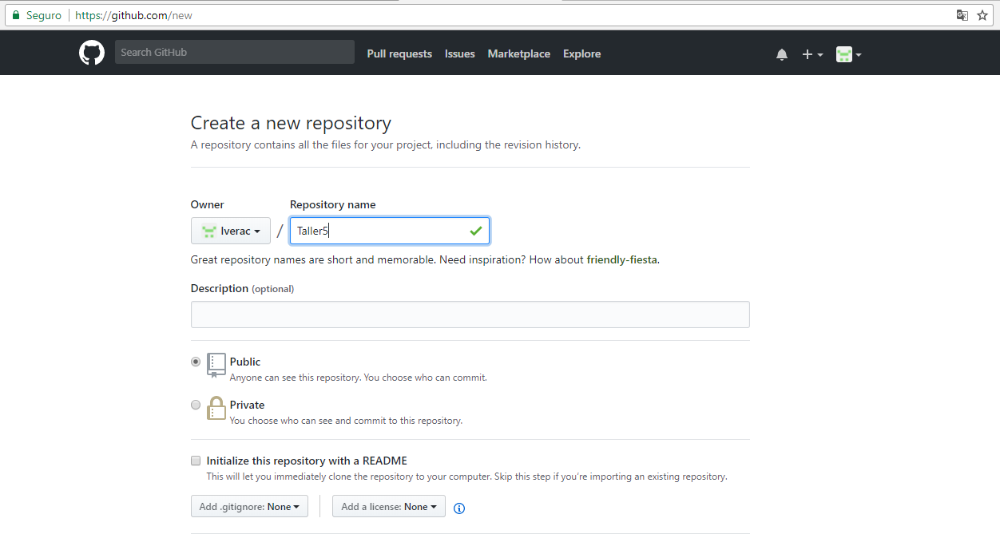 Seguro https://github.com/new
Search GitHub Pull requests Issues Marketplace Explore
Create a new repository
A repository contains all the files for your project, including the revision history.
Owner Repository name
Iverac / Taller5
Great repository names are short and memorable. Need inspiration? How about friendly-fiesta.
Description (optional)
Public
Anyone can see this repository. You choose who can commit.
Private
You choose who can see and commit to this repository.
Initialize this repository with a README
This will let you immediately clone the repository to your computer. Skip this step if you're importing an existing repository.
Add .gitignore: None Add a license: None